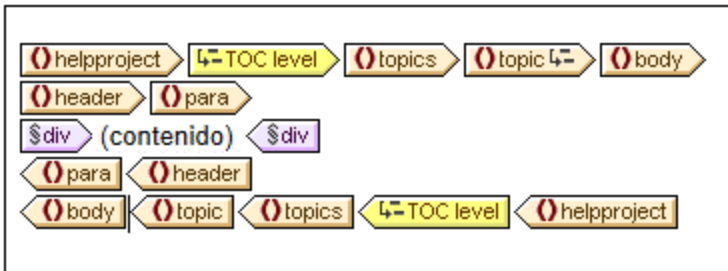 ()helpproject TOC level ()topics ()topic ()body
()header ()para
§div (contenido) §div
()para ()header
()body ()topic ()topics TOC level ()helpproject